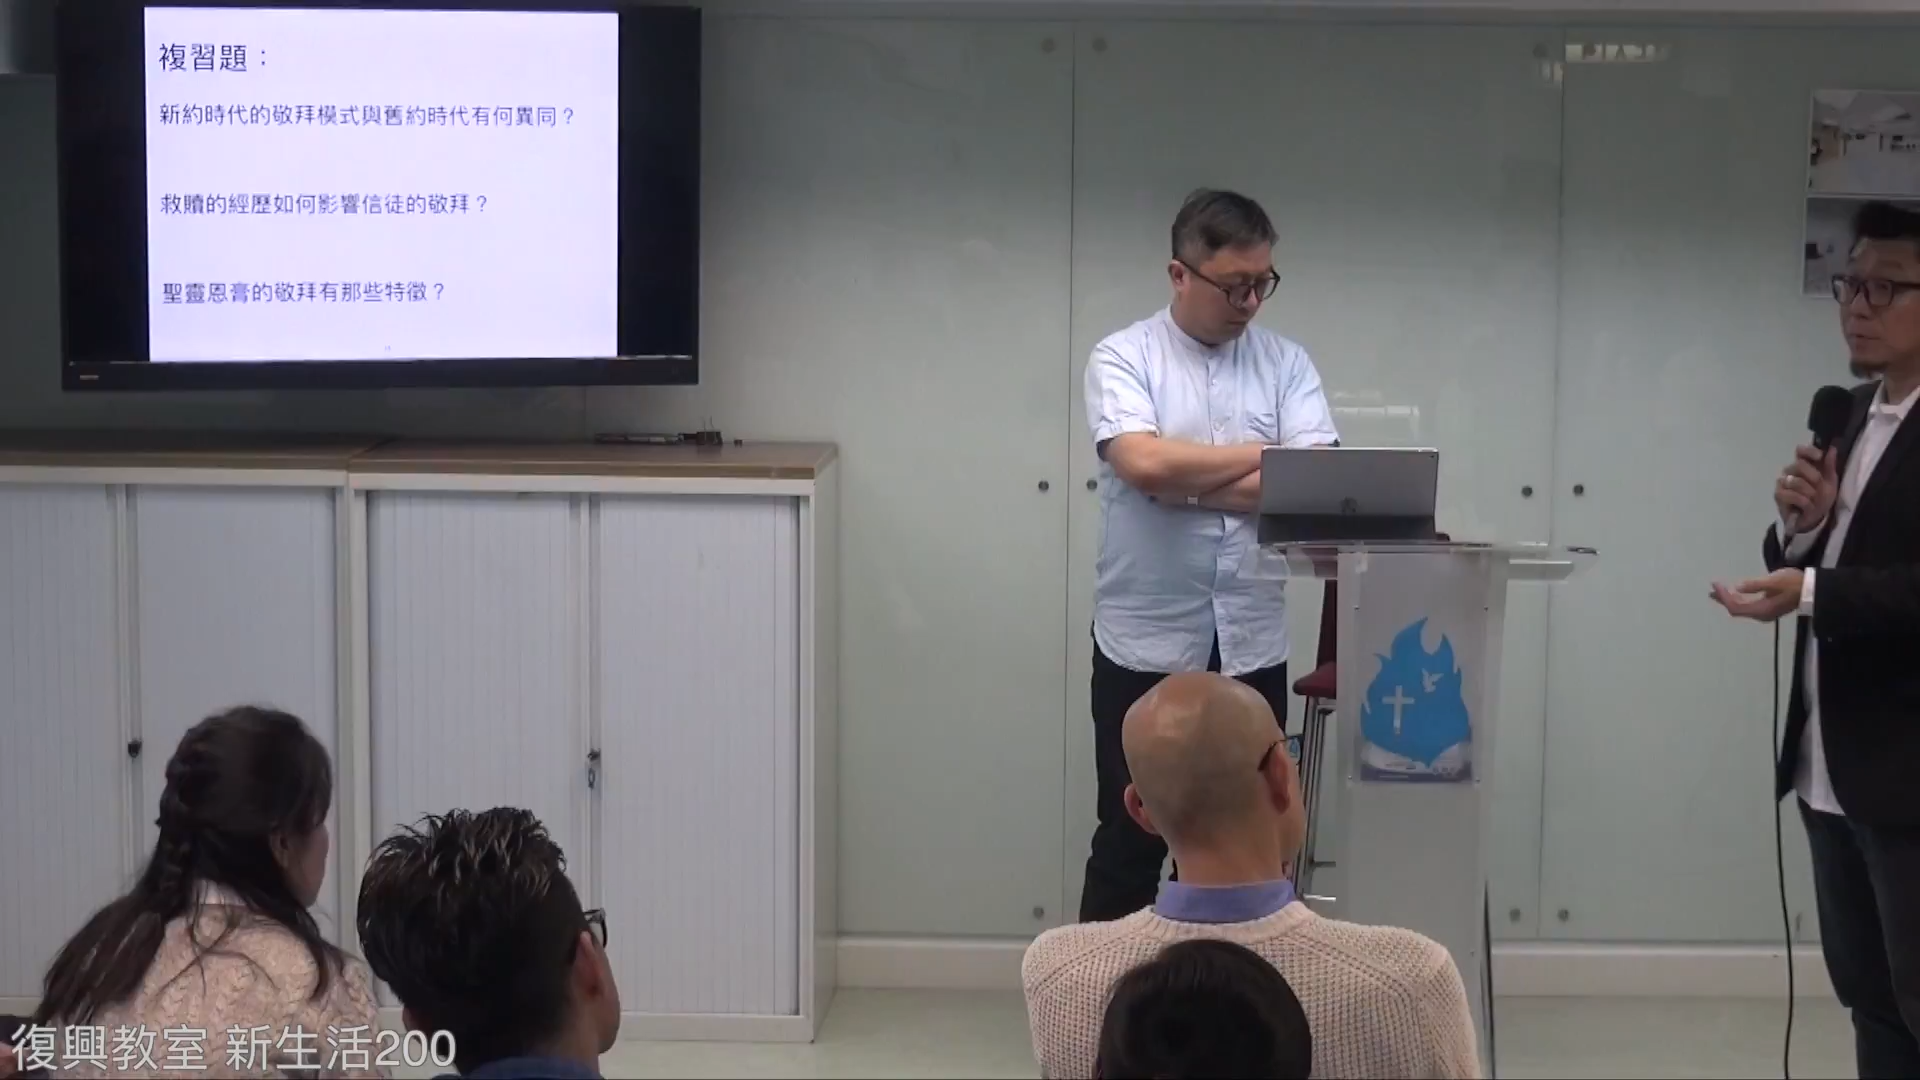 複習題：
新約時代的敬拜模式與舊約時代有何異同？
救贖的經歷如何影響信徒的敬拜？
聖靈恩膏的敬拜有那些特徵？
復興教室 新生活200